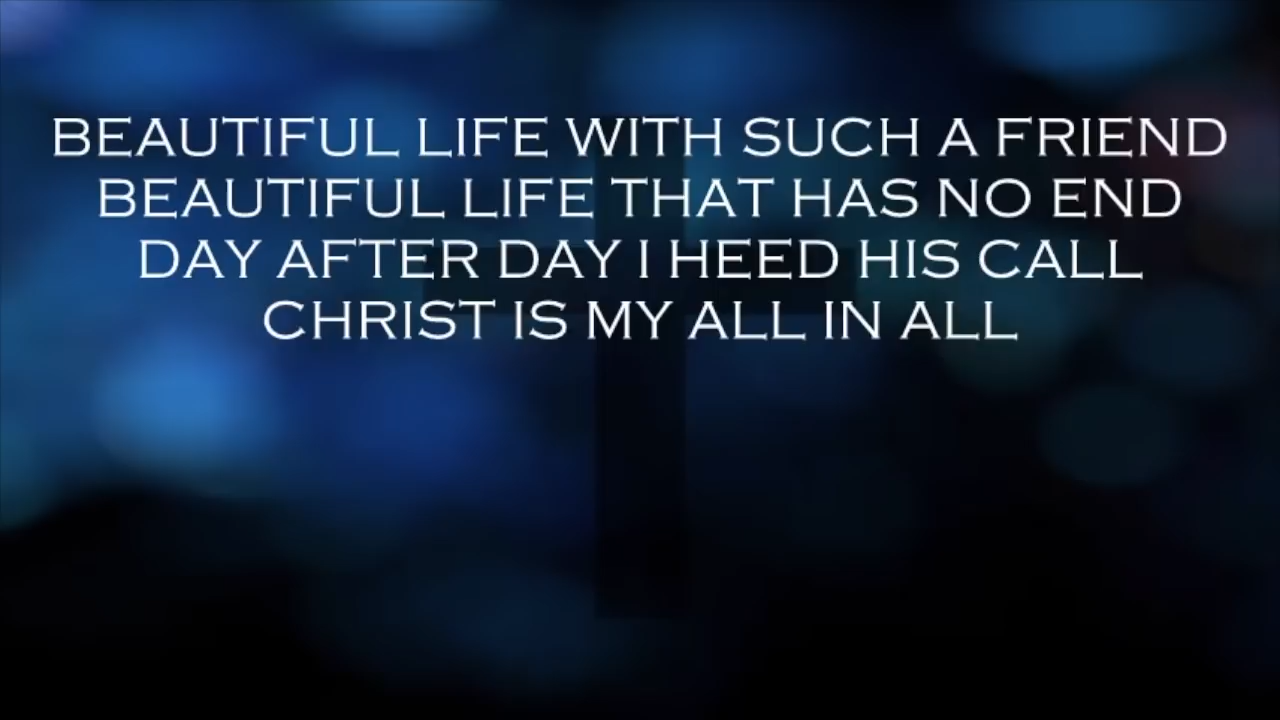 BEAUTIFUL LIFE WITH SUCH A FRIEND
BEAUTIFUL LIFE THAT HAS NO END
DAY AFTER DAY I HEED HIS CALL
CHRIST IS MY ALL IN ALL